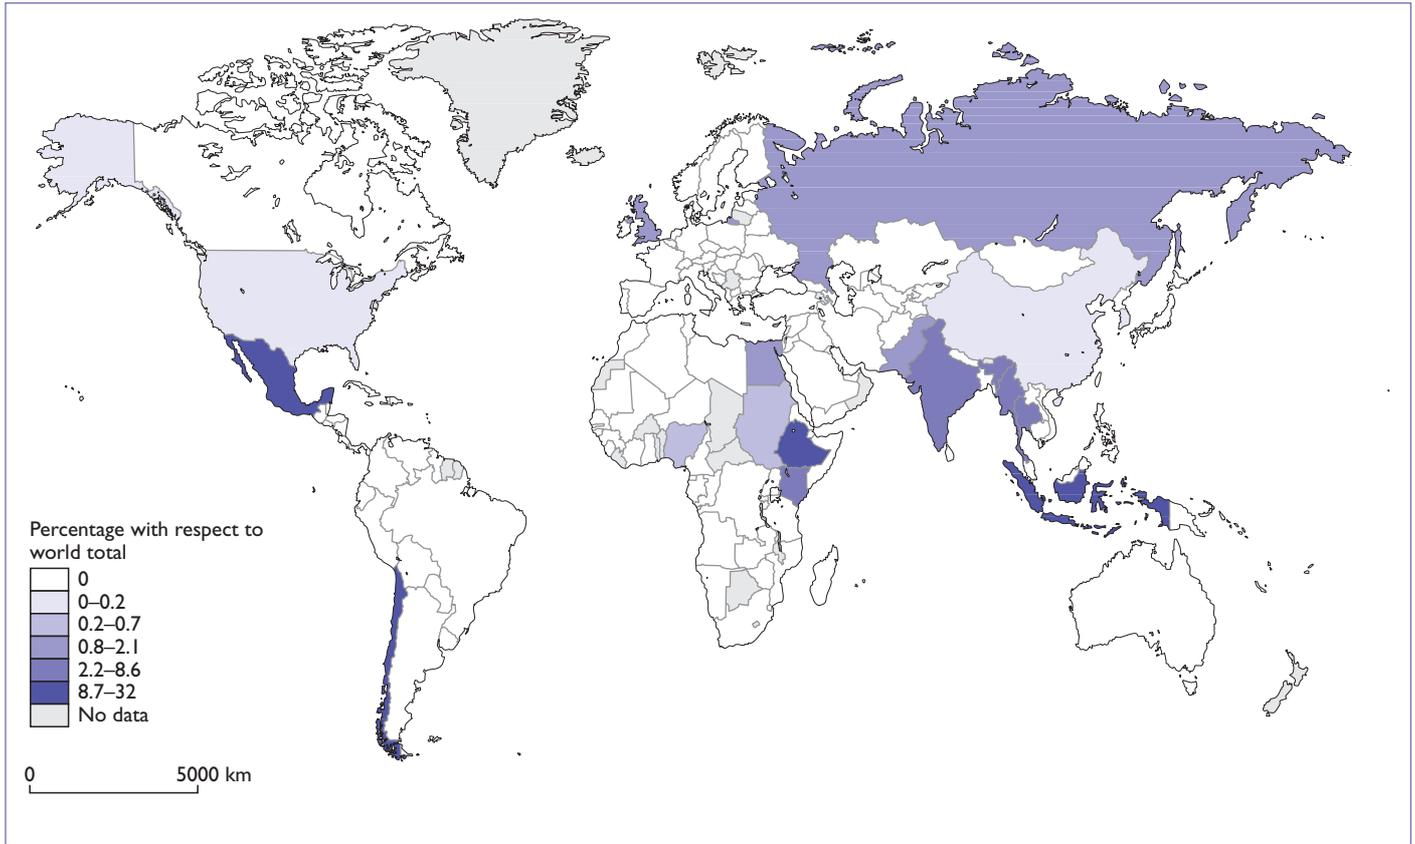 Percentage with respect to
world total
0
0–0.2
0.2–0.7
0.8–2.1
2.2–8.6
8.7–32
No data
0 5000 km